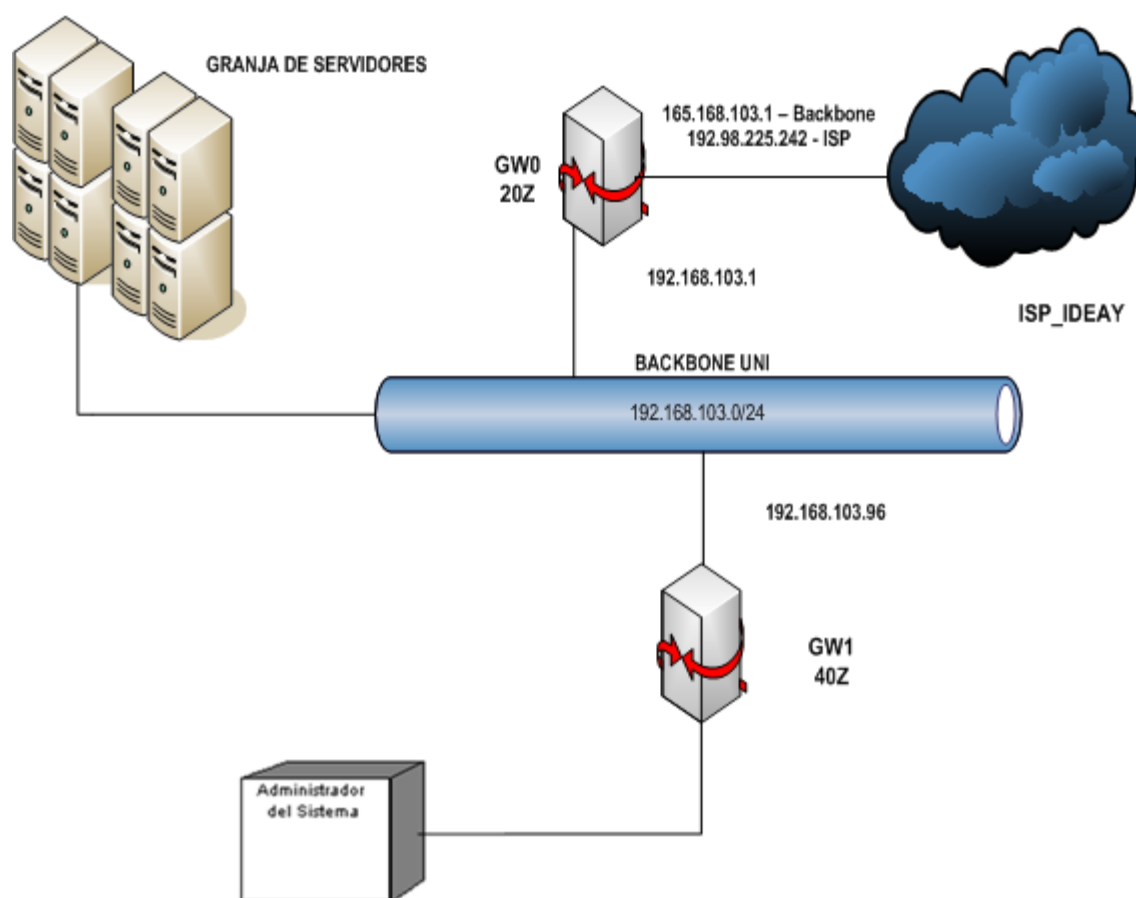 GRANJA DE SERVIDORES
165.168.103.1 – Backbone
192.98.225.242 - ISP
GW0
20Z
192.168.103.1
ISP_IDEAY
BACKBONE UNI
192.168.103.0/24
192.168.103.96
GW1
40Z
Administrador
del Sistema